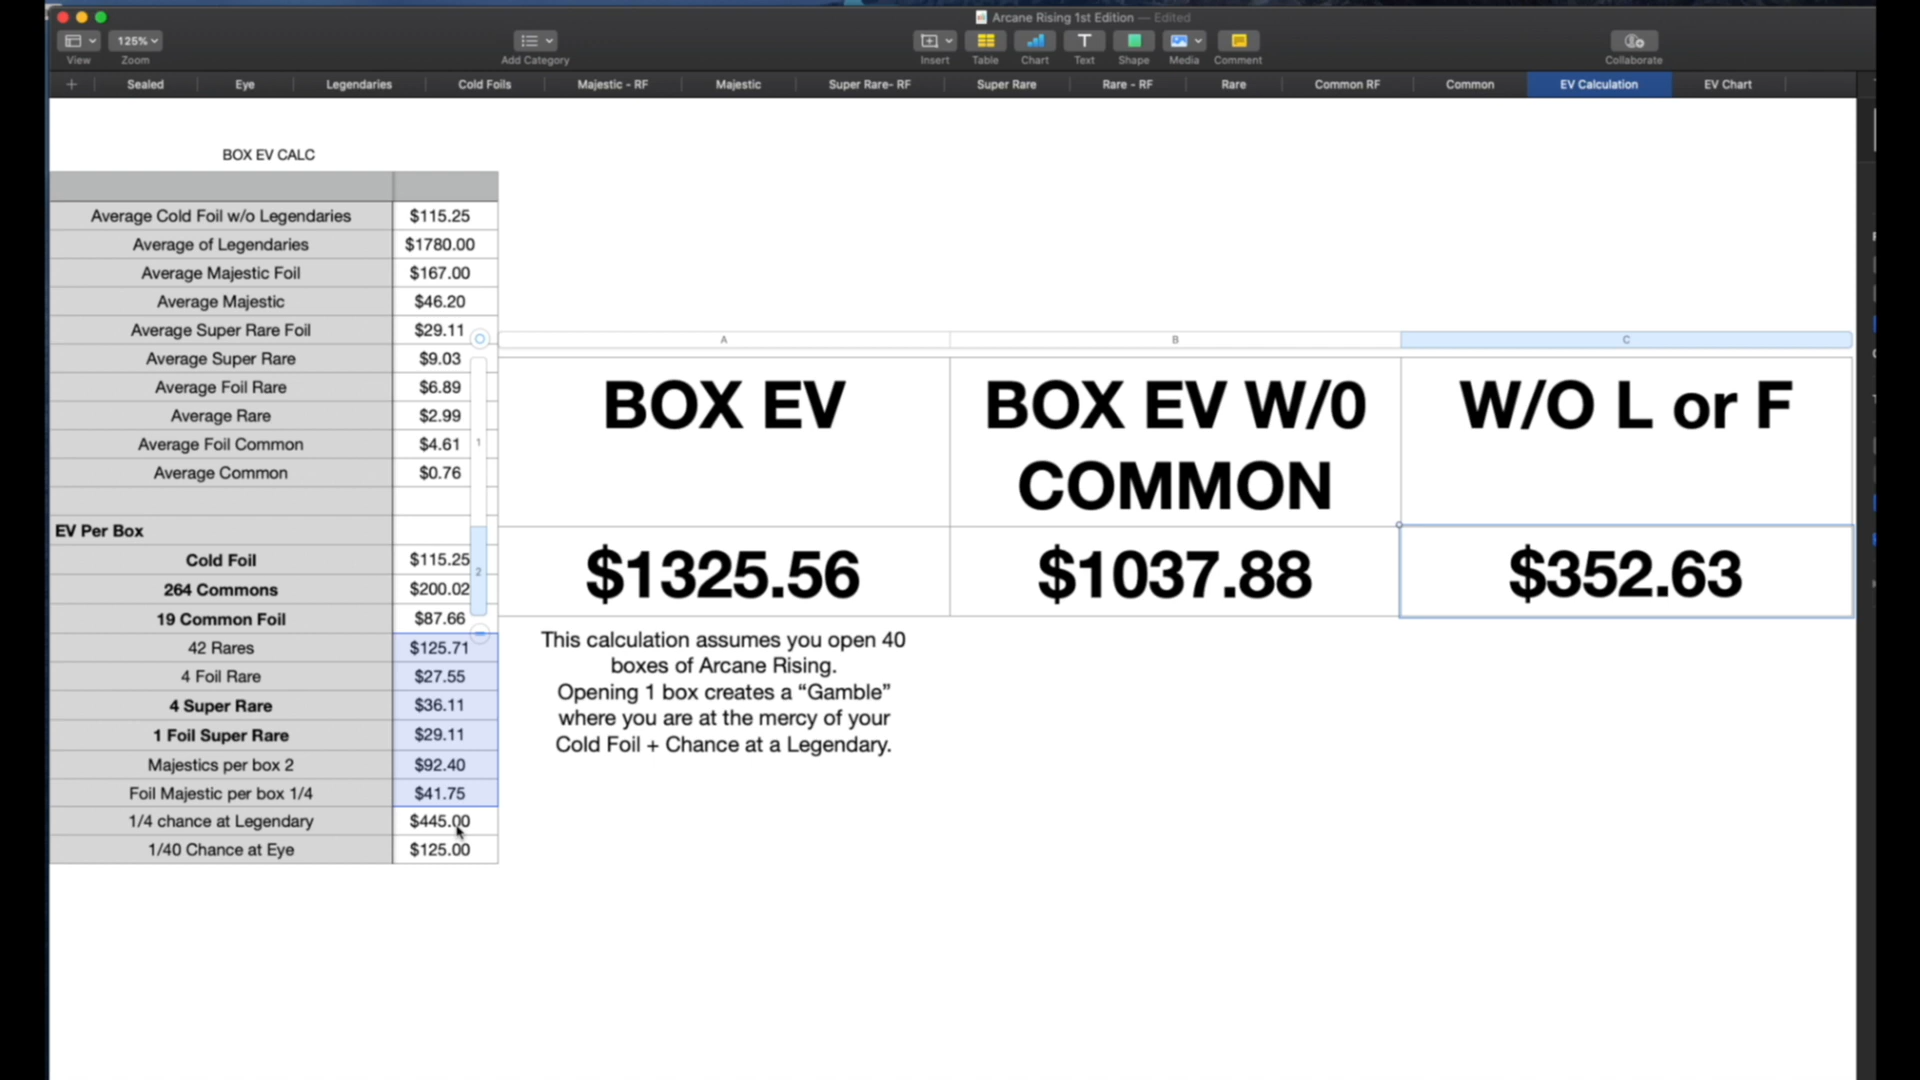 Arcane Rising 1st Edition — Edited
125%
View
Zoom
Add Category
Insert
Table
Chart
Text
Shape
Media
Comment
Collaborate
Sealed
Eye
Legendaries
Cold Foils
Majestic - RF
Majestic
Super Rare- RF
Super Rare
Rare - RF
Rare
Common RF
Common
EV Calculation
EV Chart
BOX EV CALC
Average Cold Foil w/o Legendaries $115.25
Average of Legendaries $1780.00
Average Majestic Foil $167.00
Average Majestic $46.20
Average Super Rare Foil $29.11
Average Super Rare $9.03
Average Foil Rare $6.89
Average Rare $2.99
Average Foil Common $4.61
Average Common $0.76
EV Per Box
Cold Foil $115.25
264 Commons $200.02
19 Common Foil $87.66
42 Rares $125.71
4 Foil Rare $27.55
4 Super Rare $36.11
1 Foil Super Rare $29.11
Majestics per box 2 $92.40
Foil Majestic per box 1/4 $41.75
1/4 chance at Legendary $445.00
1/40 Chance at Eye $125.00
A B C
1
BOX EV
BOX EV W/0
COMMON
W/O L or F
2
$1325.56
$1037.88
$352.63
This calculation assumes you open 40
boxes of Arcane Rising.
Opening 1 box creates a “Gamble”
where you are at the mercy of your
Cold Foil + Chance at a Legendary.